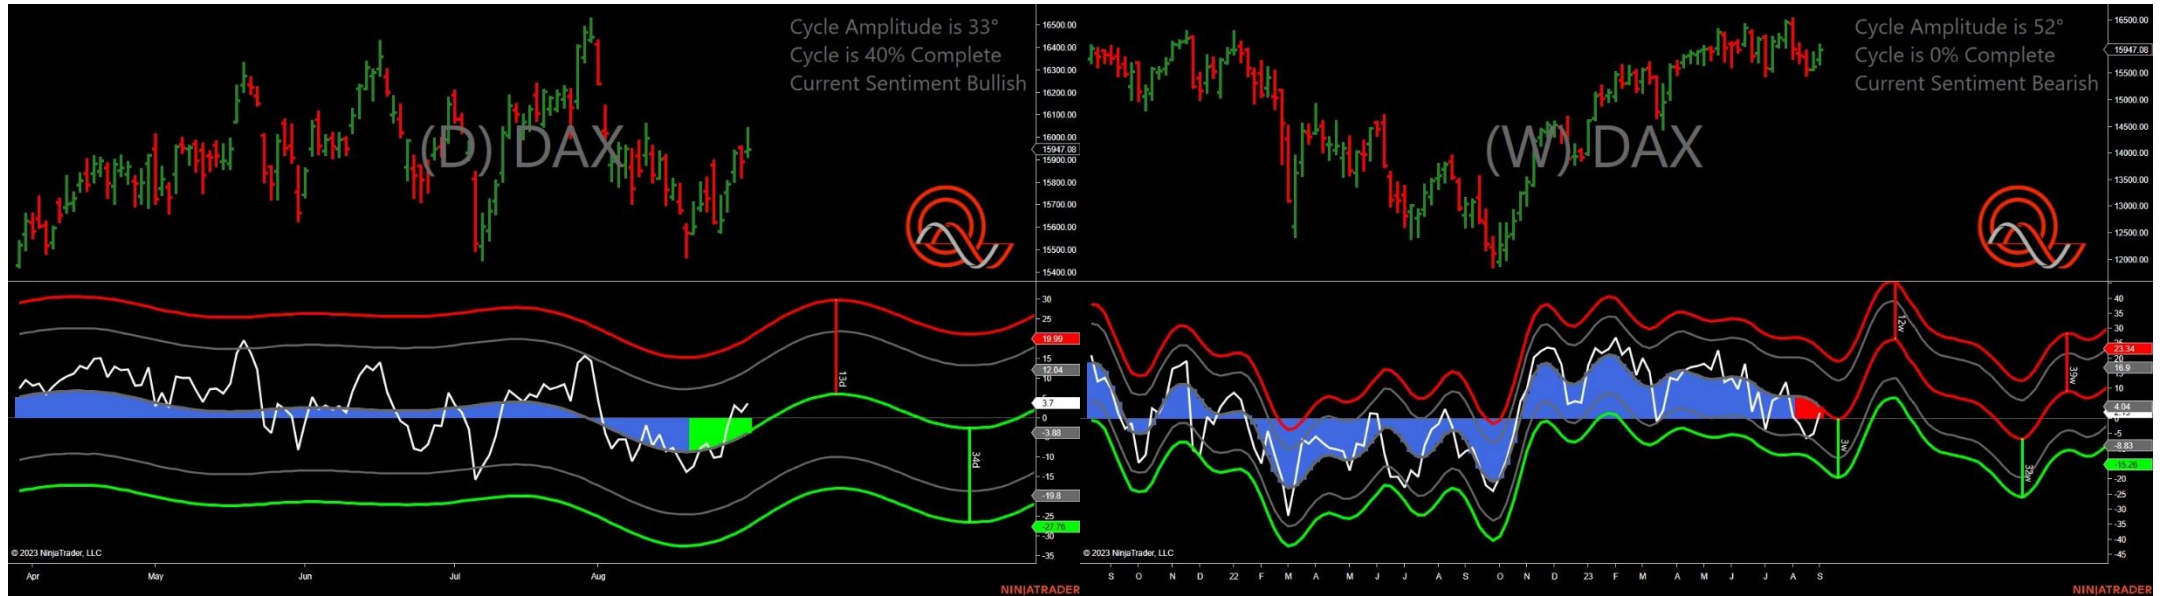 Cycle Amplitude is 33°
Cycle is 40% Complete
Current Sentiment Bullish
(D) DAX
16500.00
16400.00
16300.00
16200.00
16100.00
16000.00
15947.08
15900.00
15800.00
15700.00
15600.00
15500.00
15400.00
30
25
19.99
15
12.04
10
3.7
0
-3.88
-10
-15
-19.8
-25
-27.76
-30
-35
13d
34d
© 2023 NinjaTrader, LLC
Apr May Jun Jul Aug
NINJATRADER
Cycle Amplitude is 52°
Cycle is 0% Complete
Current Sentiment Bearish
(W) DAX
16500.00
15947.08
15500.00
15000.00
14500.00
14000.00
13500.00
13000.00
12500.00
12000.00
40
35
30
23.34
20
16.9
10
4.04
-5
-8.83
-15.26
-20
-25
-30
-35
-40
-45
3w
12w
32w
39w
© 2023 NinjaTrader, LLC
S O N D 22 F M A M J J A S O N D 23 F M A M J J A S
NINJATRADER